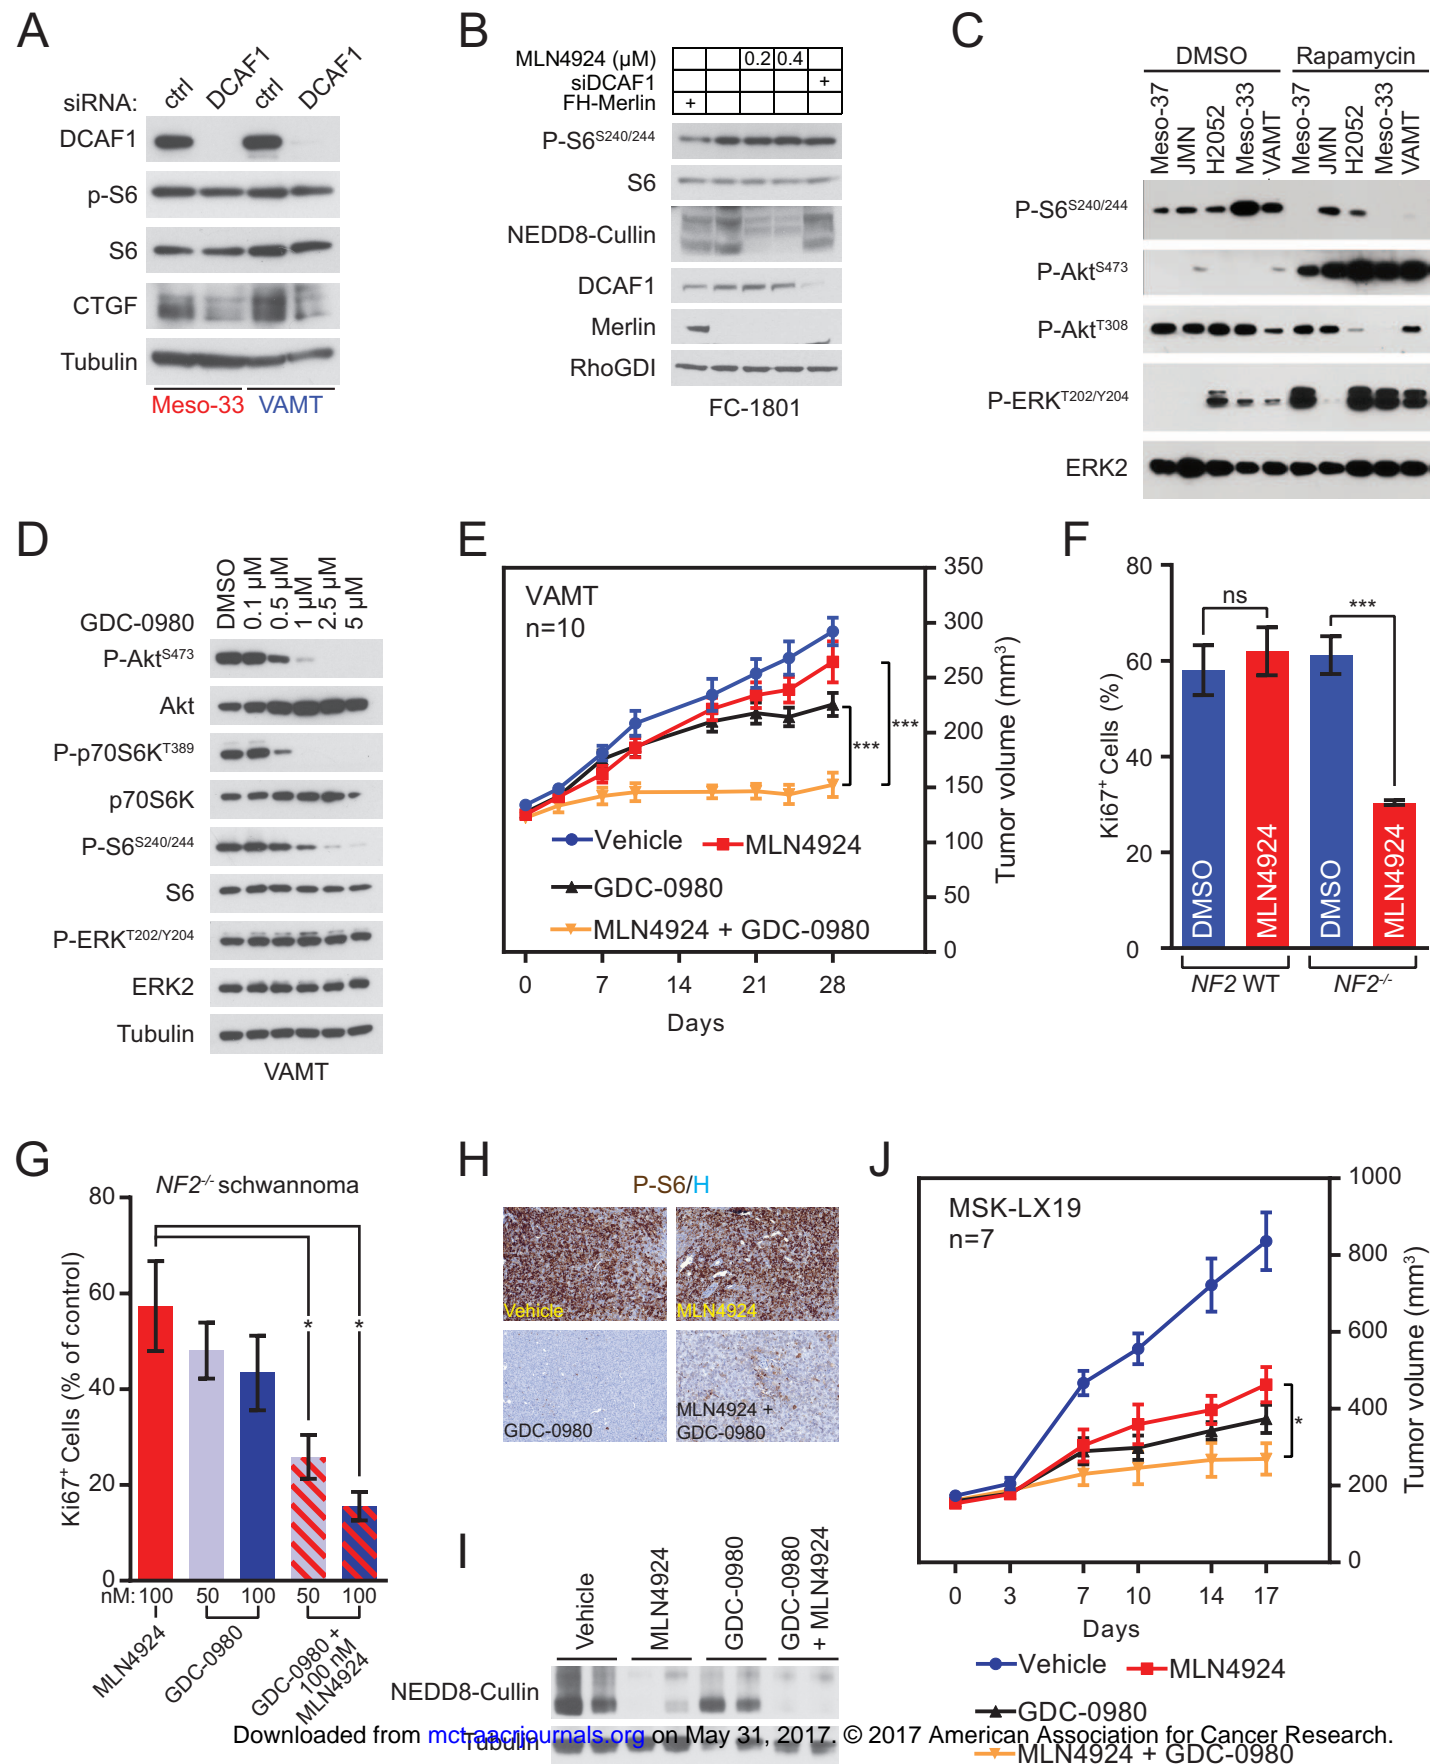 A
siRNA:
ctrl
DCAF1
ctrl
DCAF1
DCAF1
p-S6
S6
CTGF
Tubulin
Meso-33 VAMT
B
MLN4924 (µM) 0.2 0.4
siDCAF1 +
FH-Merlin +
P-S6S240/244
S6
NEDD8-Cullin
DCAF1
Merlin
RhoGDI
FC-1801
C
DMSO Rapamycin
Meso-37
JMN
H2052
Meso-33
VAMT
Meso-37
JMN
H2052
Meso-33
VAMT
P-S6S240/244
P-AktS473
P-AktT308
P-ERKT202/Y204
ERK2
D
GDC-0980
DMSO
0.1 µM
0.5 µM
1 µM
2.5 µM
5 µM
P-AktS473
Akt
P-p70S6KT389
p70S6K
P-S6S240/244
S6
P-ERKT202/Y204
ERK2
Tubulin
VAMT
E
VAMT
n=10
350
300
250
200
150
100
50
0
Tumor volume (mm3)
***
***
Vehicle MLN4924
GDC-0980
MLN4924 + GDC-0980
0 7 14 21 28
Days
F
80
60
40
20
0
Ki67+ Cells (%)
ns
***
DMSO
MLN4924
DMSO
MLN4924
NF2 WT NF2-/-
G
NF2-/- schwannoma
80
60
40
20
0
Ki67+ Cells (% of control)
* *
nM: 100 50 100 50 100
MLN4924
GDC-0980
GDC-0980 +
100 nM
MLN4924
H
P-S6/H
Vehicle
MLN4924
GDC-0980
MLN4924 +
GDC-0980
I
Vehicle
MLN4924
GDC-0980
GDC-0980
+ MLN4924
NEDD8-Cullin
Tubulin
J
MSK-LX19
n=7
1000
800
600
400
200
0
Tumor volume (mm3)
*
0 3 7 10 14 17
Days
Vehicle MLN4924
GDC-0980
MLN4924 + GDC-0980
Downloaded from mct.aacrjournals.org on May 31, 2017. © 2017 American Association for Cancer Research.